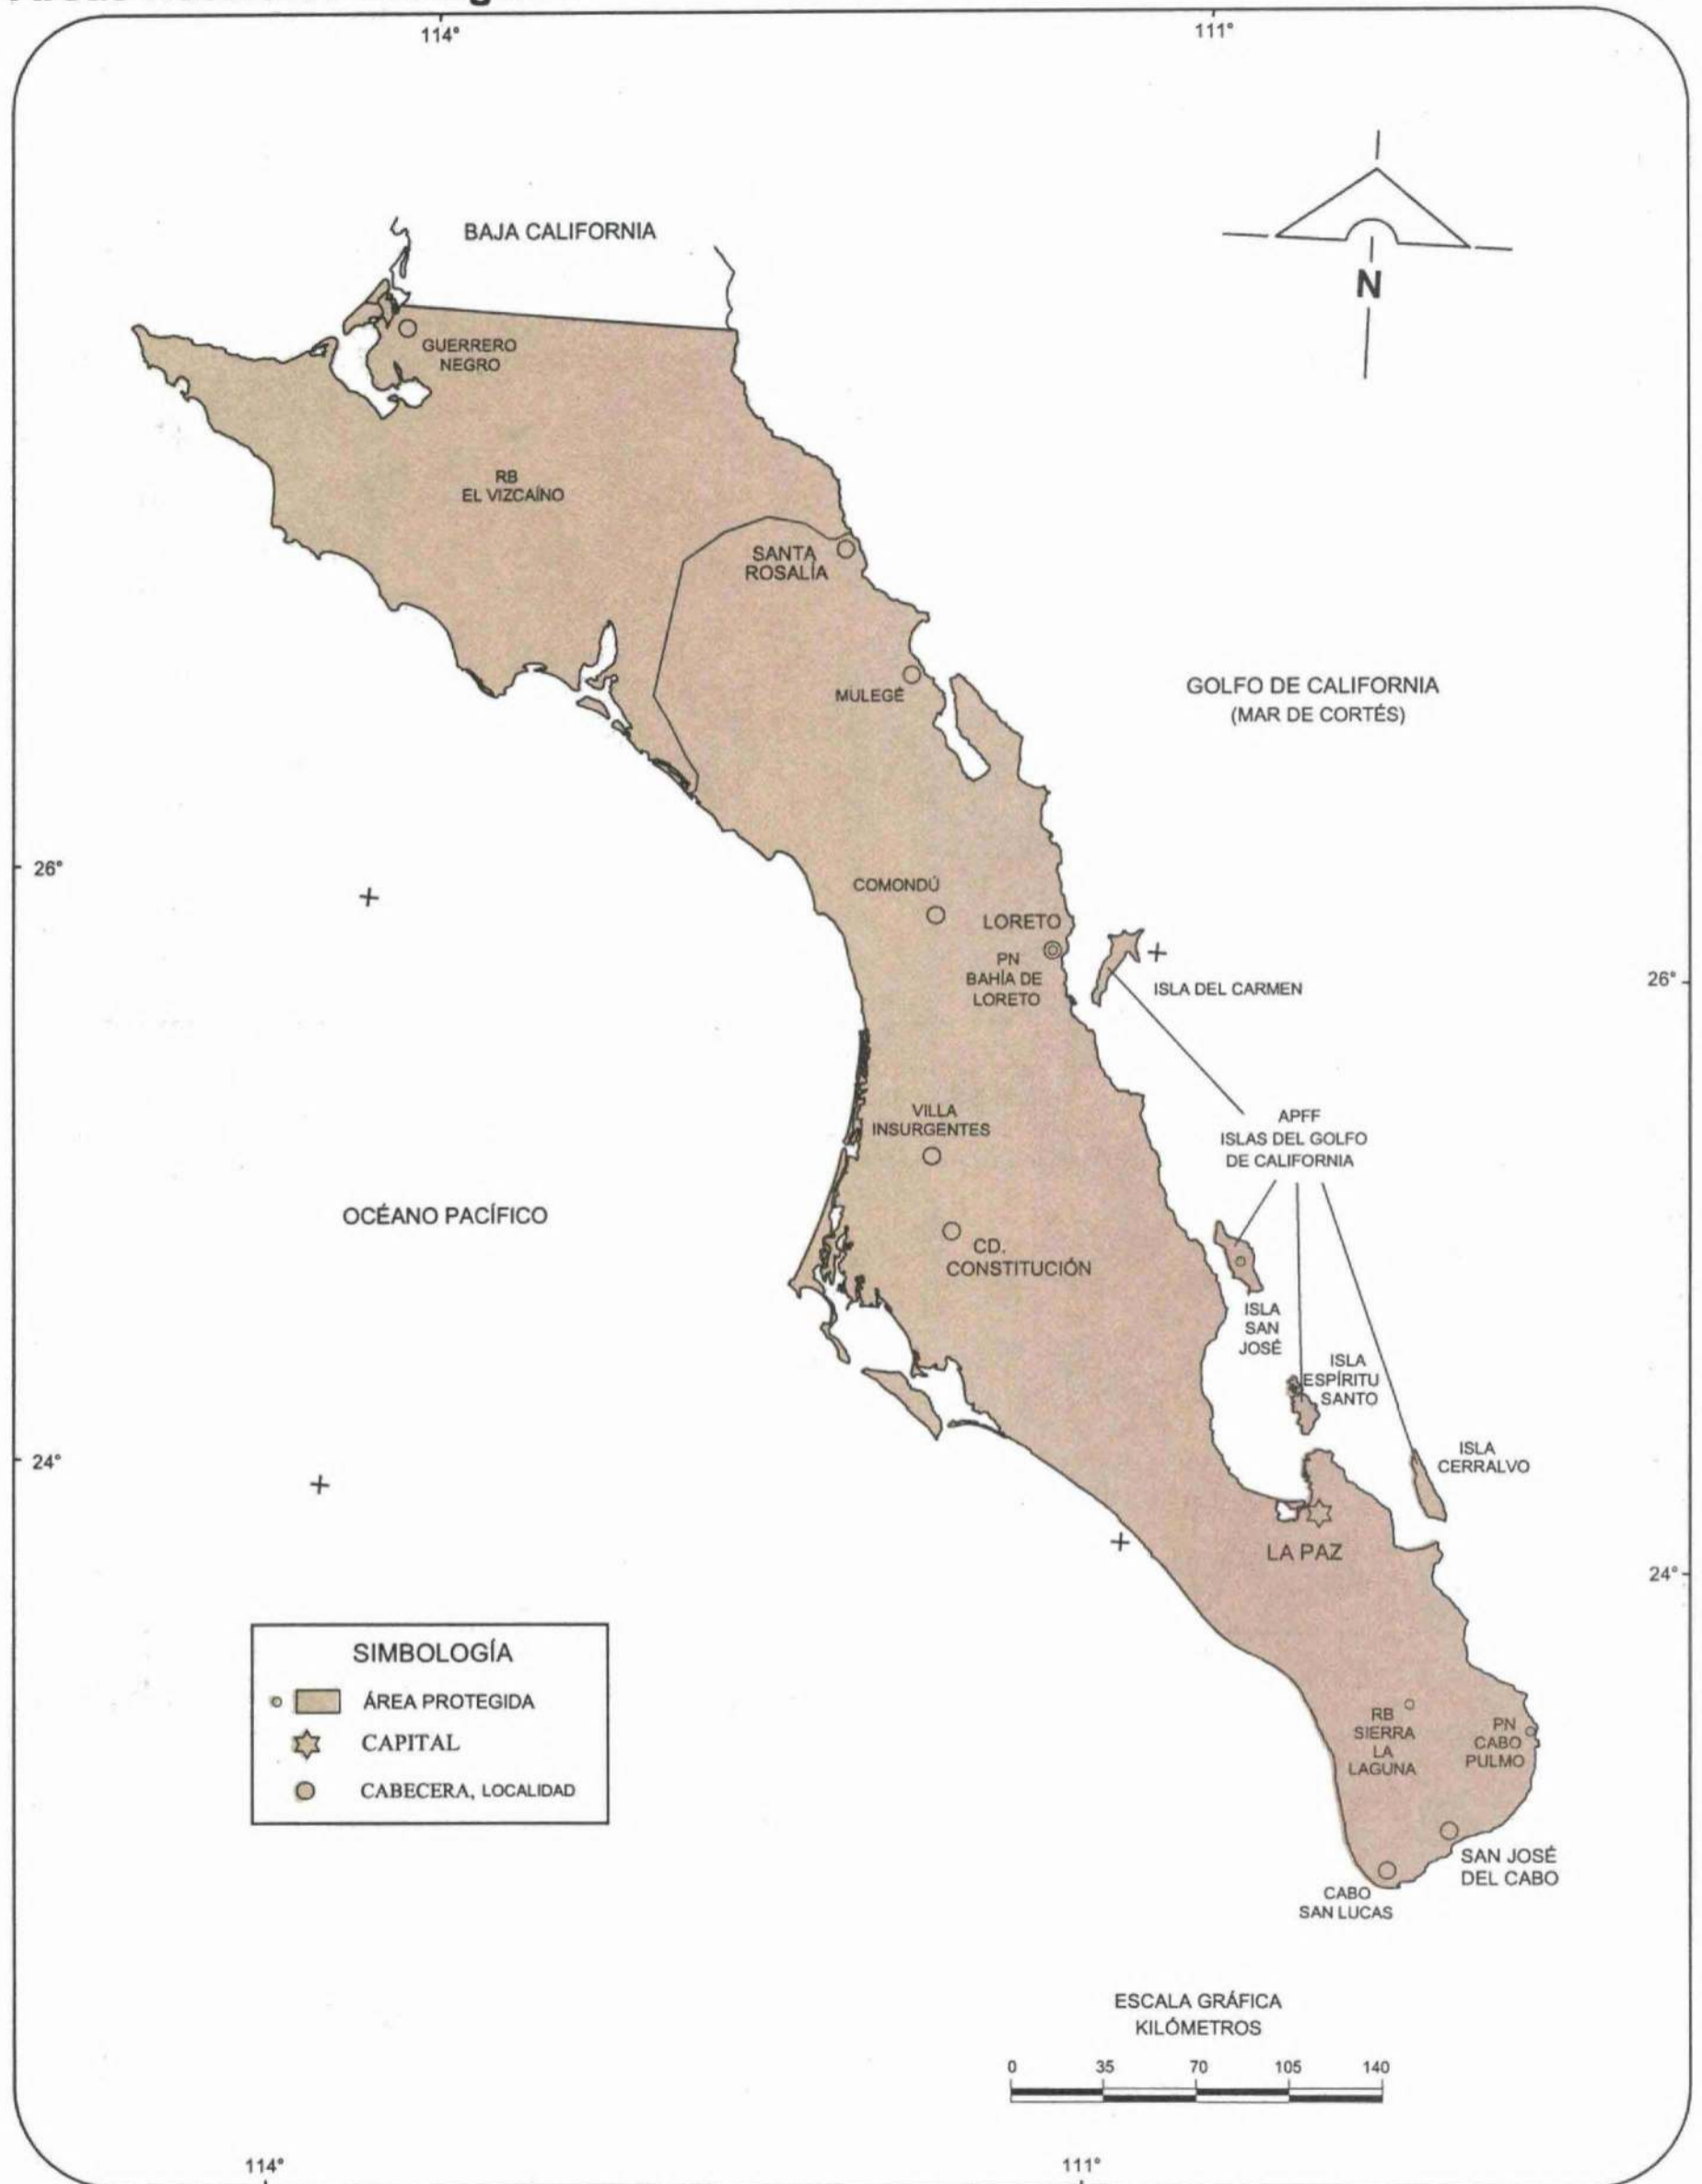 114°
111°
BAJA CALIFORNIA
N
GUERRERO
NEGRO
RB
EL VIZCAÍNO
SANTA
ROSALÍA
MULEGÉ
GOLFO DE CALIFORNIA
(MAR DE CORTÉS)
26°
COMONDÚ
LORETO
PN
BAHÍA DE
LORETO
ISLA DEL CARMEN
26°
VILLA
INSURGENTES
APFF
ISLAS DEL GOLFO
DE CALIFORNIA
OCÉANO PACÍFICO
CD.
CONSTITUCIÓN
ISLA
SAN
JOSÉ
ISLA
ESPÍRITU
SANTO
24°
ISLA
CERRALVO
LA PAZ
24°
SIMBOLOGÍA
ÁREA PROTEGIDA
CAPITAL
CABECERA, LOCALIDAD
RB
SIERRA
LA
LAGUNA
PN
CABO
PULMO
SAN JOSÉ
DEL CABO
CABO
SAN LUCAS
ESCALA GRÁFICA
KILÓMETROS
0 35 70 105 140
114°
111°